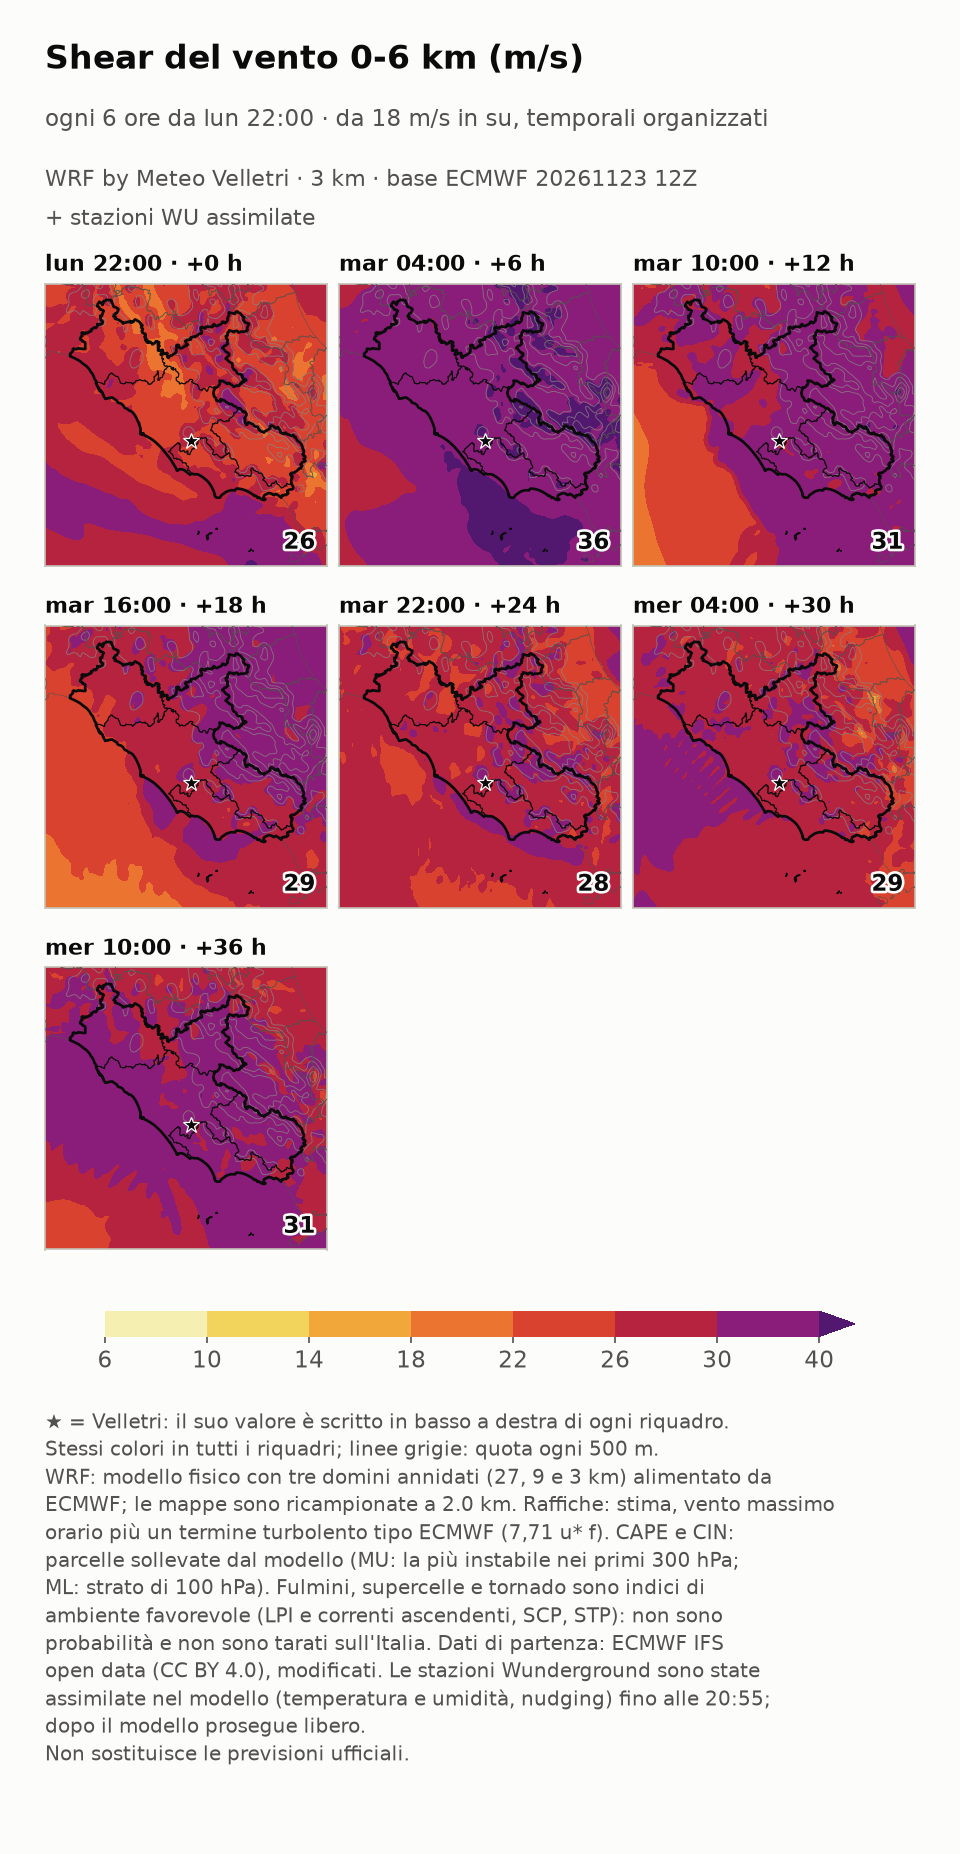 Shear del vento 0-6 km (m/s)
ogni 6 ore da lun 22:00 · da 18 m/s in su, temporali organizzati
WRF by Meteo Velletri · 3 km · base ECMWF 20261123 12Z
+ stazioni WU assimilate
lun 22:00 · +0 h
mar 04:00 · +6 h
mar 10:00 · +12 h
26
36
31
mar 16:00 · +18 h
mar 22:00 · +24 h
mer 04:00 · +30 h
29
28
29
mer 10:00 · +36 h
31
6 10 14 18 22 26 30 40
★ = Velletri: il suo valore è scritto in basso a destra di ogni riquadro.
Stessi colori in tutti i riquadri; linee grigie: quota ogni 500 m.
WRF: modello fisico con tre domini annidati (27, 9 e 3 km) alimentato da
ECMWF; le mappe sono ricampionate a 2.0 km. Raffiche: stima, vento massimo
orario più un termine turbolento tipo ECMWF (7,71 u* f). CAPE e CIN:
parcelle sollevate dal modello (MU: la più instabile nei primi 300 hPa;
ML: strato di 100 hPa). Fulmini, supercelle e tornado sono indici di
ambiente favorevole (LPI e correnti ascendenti, SCP, STP): non sono
probabilità e non sono tarati sull'Italia. Dati di partenza: ECMWF IFS
open data (CC BY 4.0), modificati. Le stazioni Wunderground sono state
assimilate nel modello (temperatura e umidità, nudging) fino alle 20:55;
dopo il modello prosegue libero.
Non sostituisce le previsioni ufficiali.